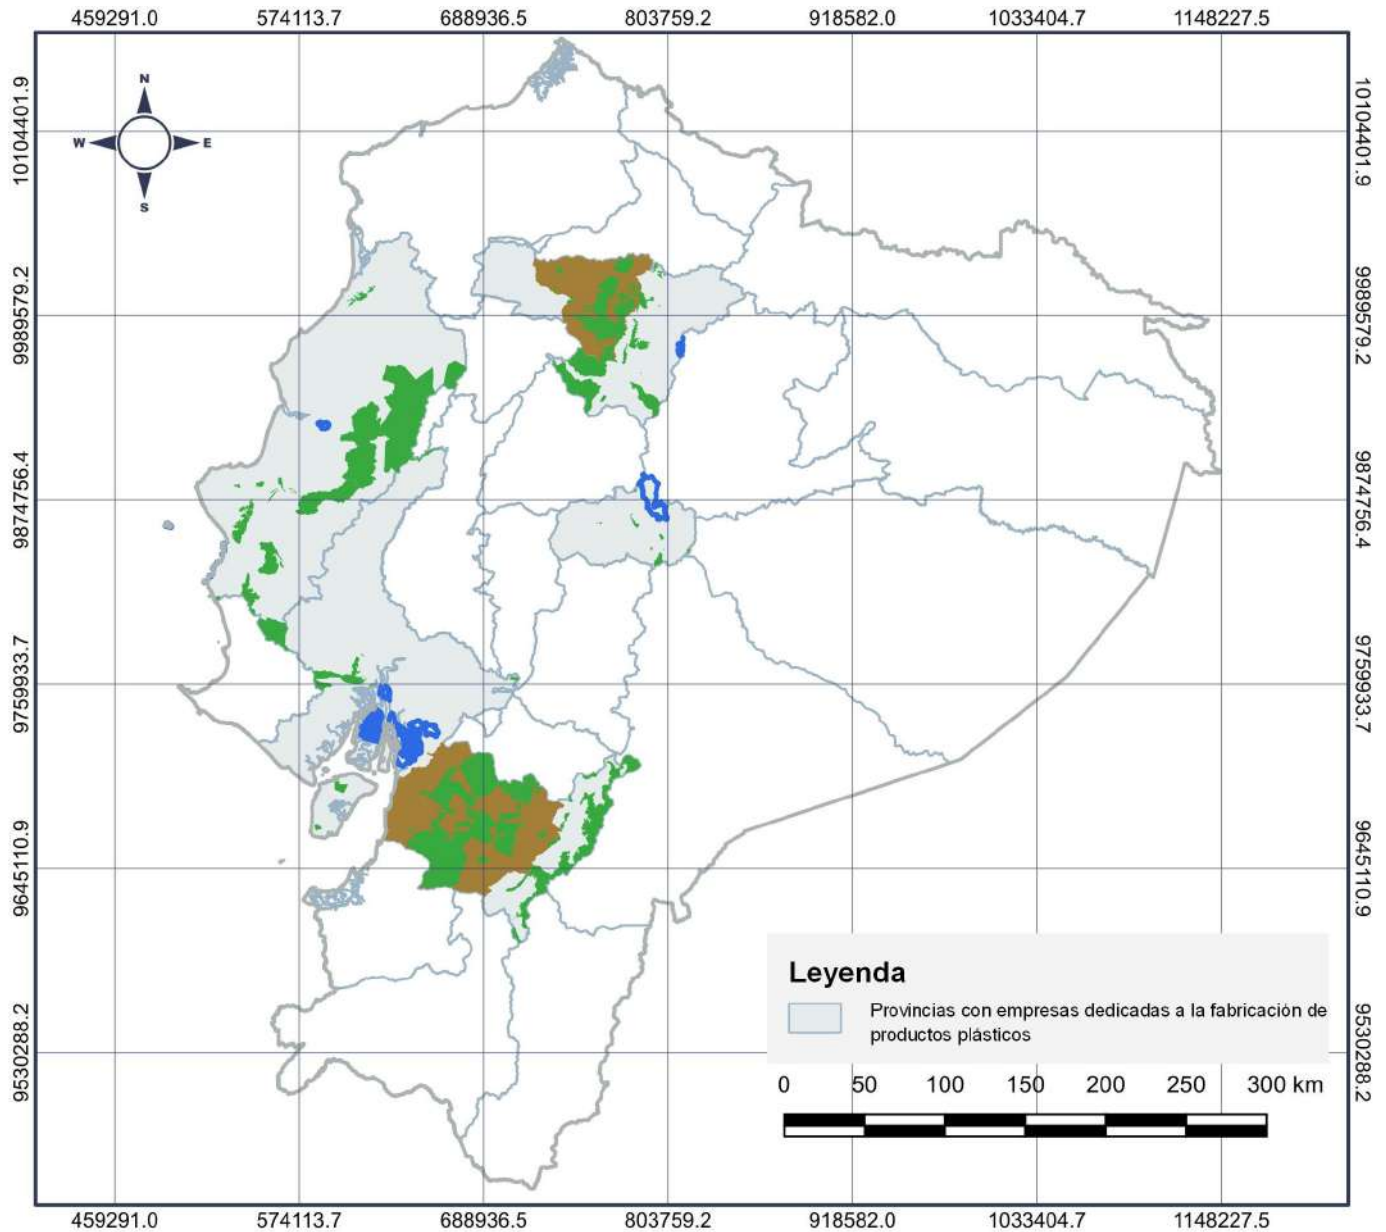 459291.0 574113.7 6888936.5 803759.2 918582.0 1033404.7 1148227.5
N
W E
S
10104401.9
9989579.2
9874756.4
9759933.7
9645110.9
9530288.2
10104401.9
9989579.2
9874756.4
9759933.7
9645110.9
9530288.2
Leyenda
Provincias con empresas dedicadas a la fabricación de
productos plásticos
0 50 100 150 200 250 300 km
459291.0 574113.7 6888936.5 803759.2 918582.0 1033404.7 1148227.5